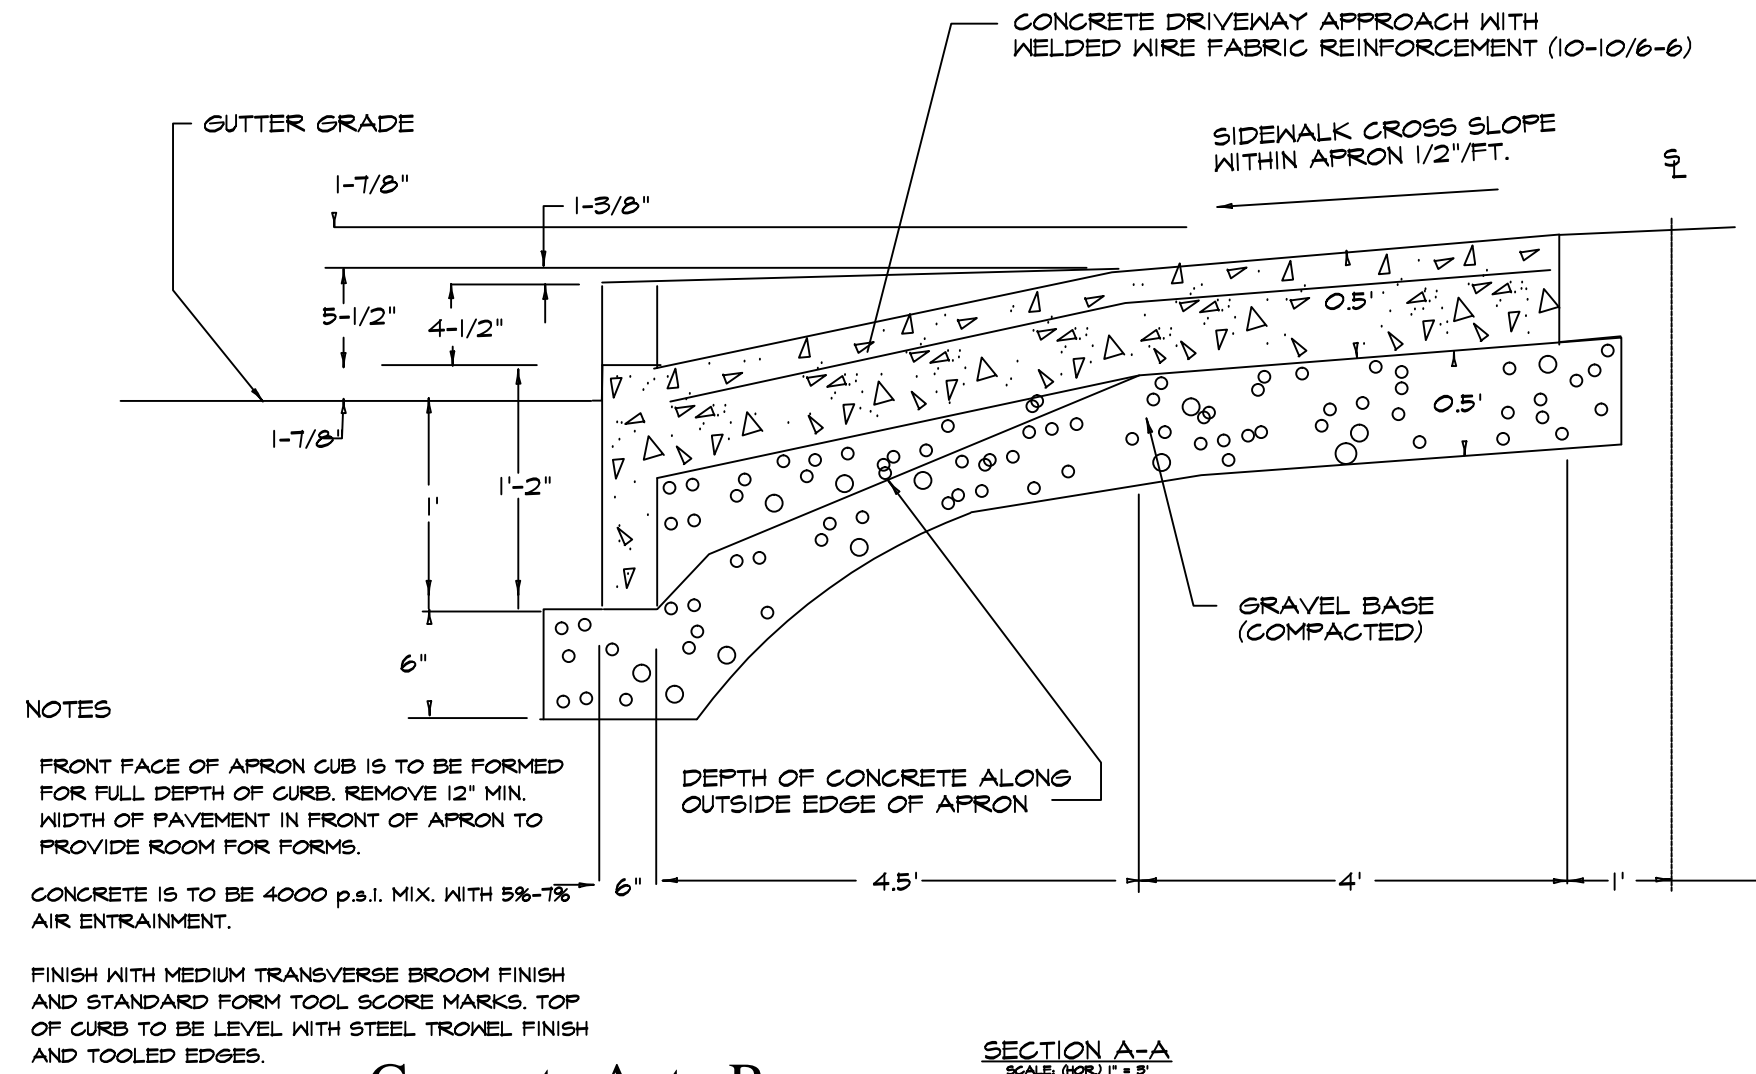 CONCRETE DRIVEWAY APPROACH WITH
WELDED WIRE FABRIC REINFORCEMENT (10-10/6-6)
GUTTER GRADE
SIDEWALK CROSS SLOPE
WITHIN APRON 1/2"/FT.
SL
1-7/8"
1-3/8"
5-1/2"
4-1/2"
0.5'
0.5'
1-7/8"
1'
1'-2"
6"
GRAVEL BASE
(COMPACTED)
DEPTH OF CONCRETE ALONG
OUTSIDE EDGE OF APRON
6"
4.5'
4'
1'
NOTES
FRONT FACE OF APRON CUB IS TO BE FORMED
FOR FULL DEPTH OF CURB. REMOVE 12" MIN.
WIDTH OF PAVEMENT IN FRONT OF APRON TO
PROVIDE ROOM FOR FORMS.
CONCRETE IS TO BE 4000 p.s.i. MIX. WITH 5%-7%
AIR ENTRAINMENT.
FINISH WITH MEDIUM TRANSVERSE BROOM FINISH
AND STANDARD FORM TOOL SCORE MARKS. TOP
OF CURB TO BE LEVEL WITH STEEL TROWEL FINISH
AND TOOLED EDGES.
SECTION A-A
SCALE: (HOR) 1" = 3'